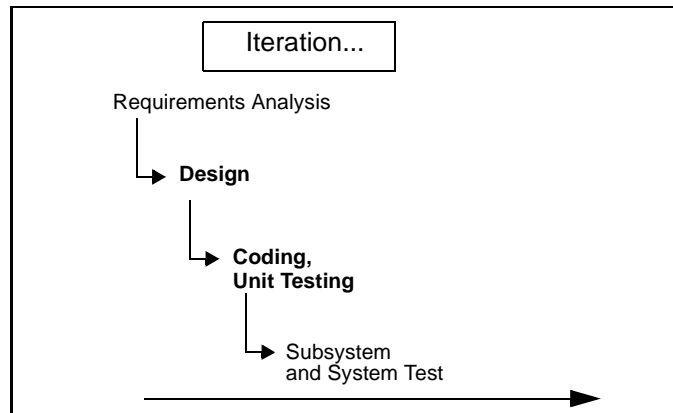 Iteration...
Requirements Analysis
Design
Coding,
Unit Testing
Subsystem
and System Test